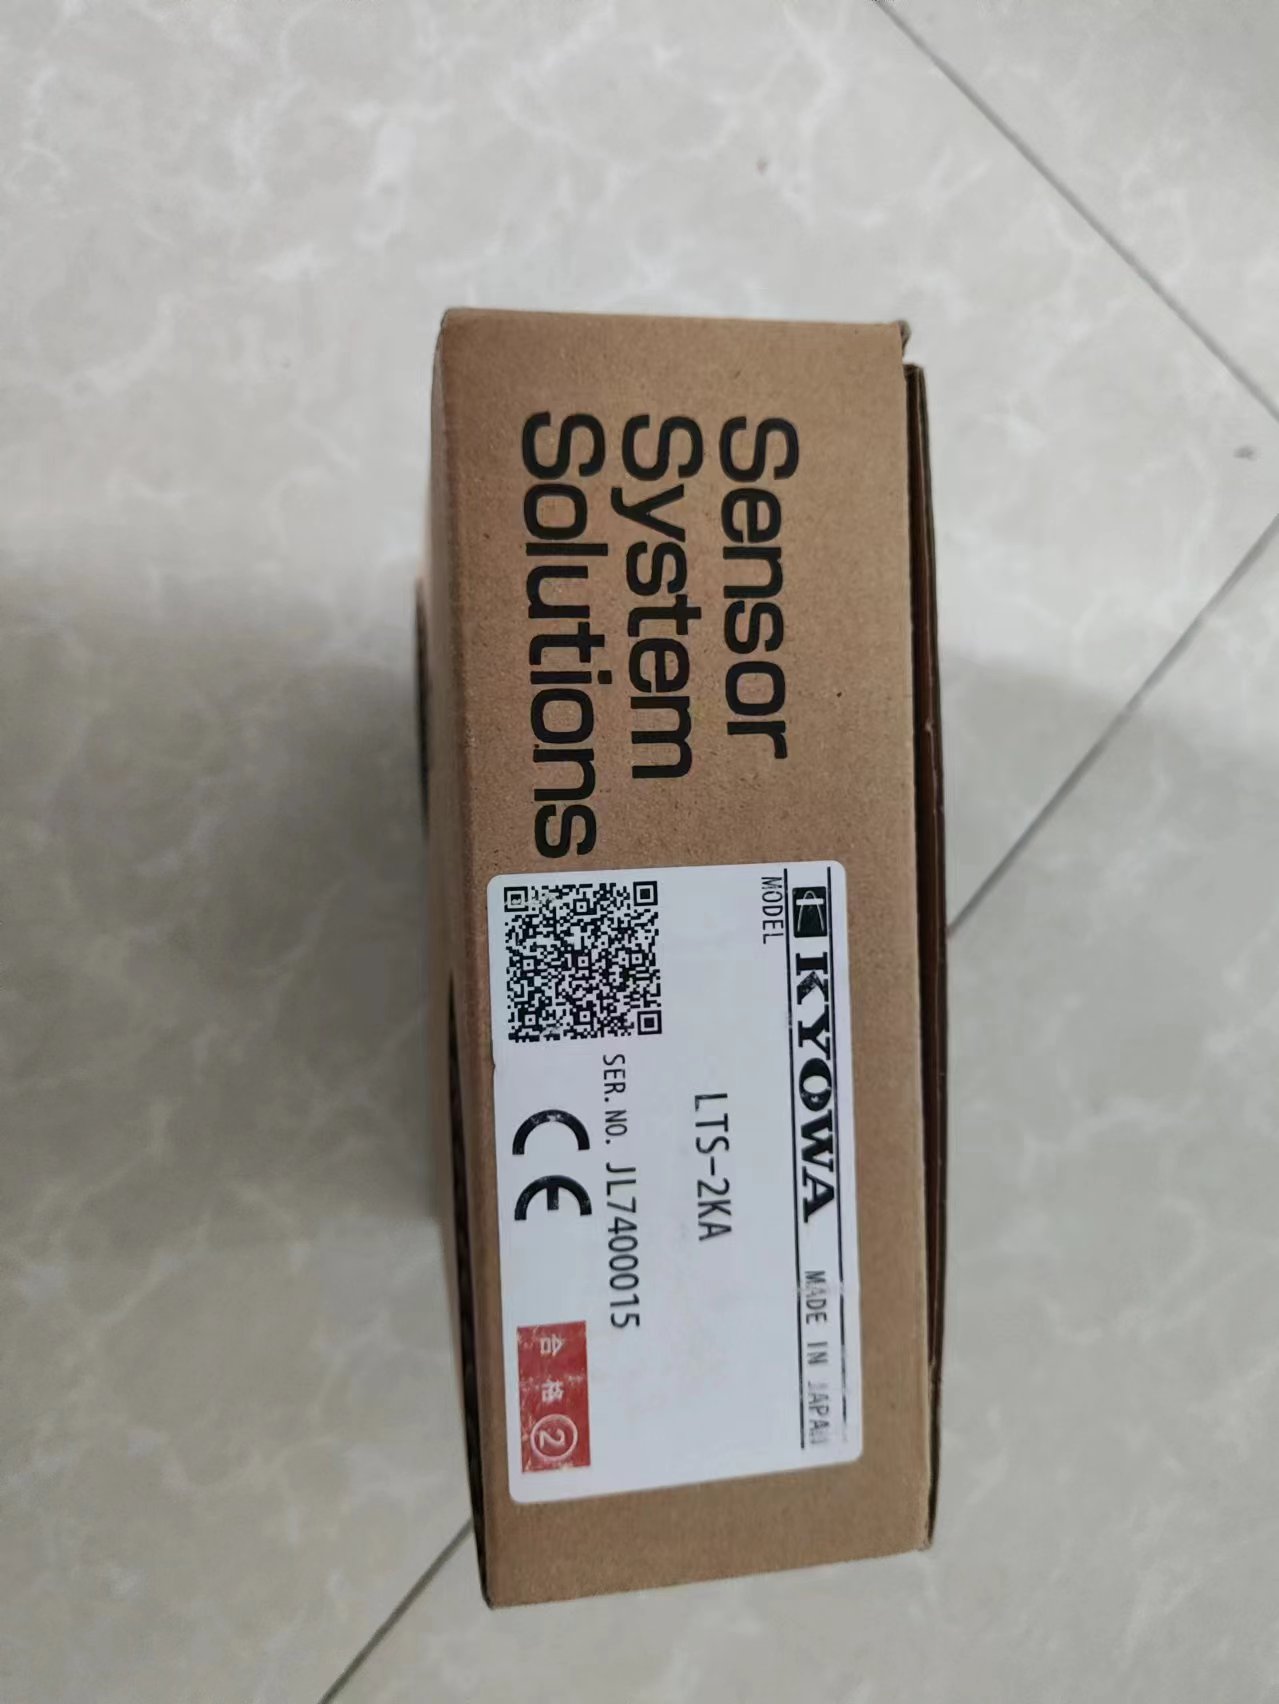 Sensor
System
Solutions
KYOWA MADE IN JAPAN
MODEL
LTS-2KA
SER. NO. JL7400015
CE
合格②